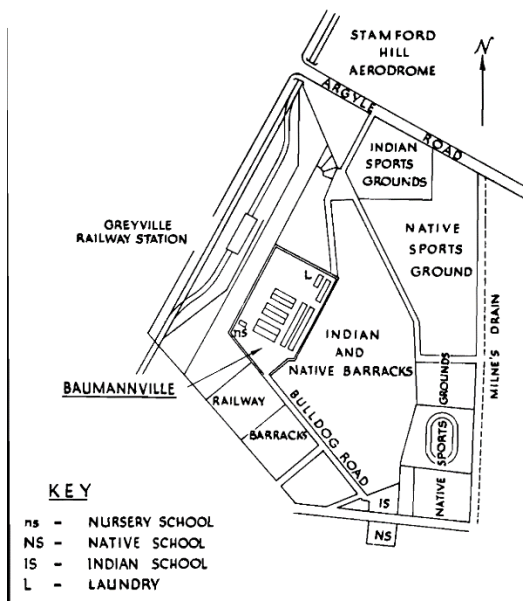 STAMFORD
HILL
AERODROME
N
ARGYLE ROAD
INDIAN
SPORTS
GROUNDS
GREYVILLE
RAILWAY STATION
NATIVE
SPORTS
GROUND
L
ns
INDIAN
AND
NATIVE BARRACKS
MILNE'S DRAIN
BAUMANNVILLE
RAILWAY
BARRACKS
BULLDOG ROAD
NATIVE SPORTS GROUNDS
IS
NS
KEY
ns - NURSERY SCHOOL
NS - NATIVE SCHOOL
IS - INDIAN SCHOOL
L - LAUNDRY